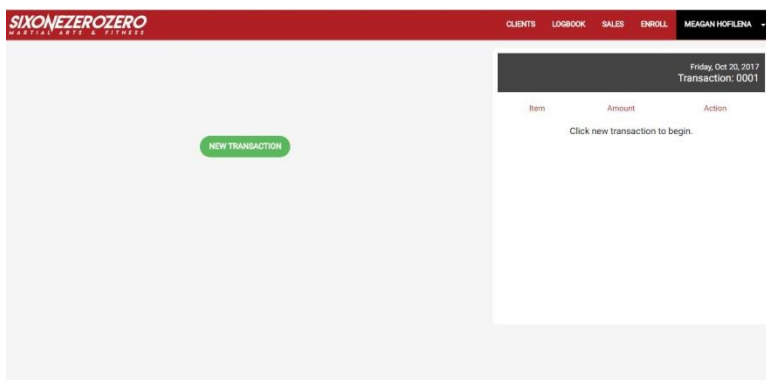 SIXONEZEROZERO
MARTIAL ARTS & FITNESS
CLIENTS LOGBOOK SALES ENROLL MEAGAN HOFILENA
Friday, Oct 20, 2017
Transaction: 0001
Item Amount Action
Click new transaction to begin.
NEW TRANSACTION